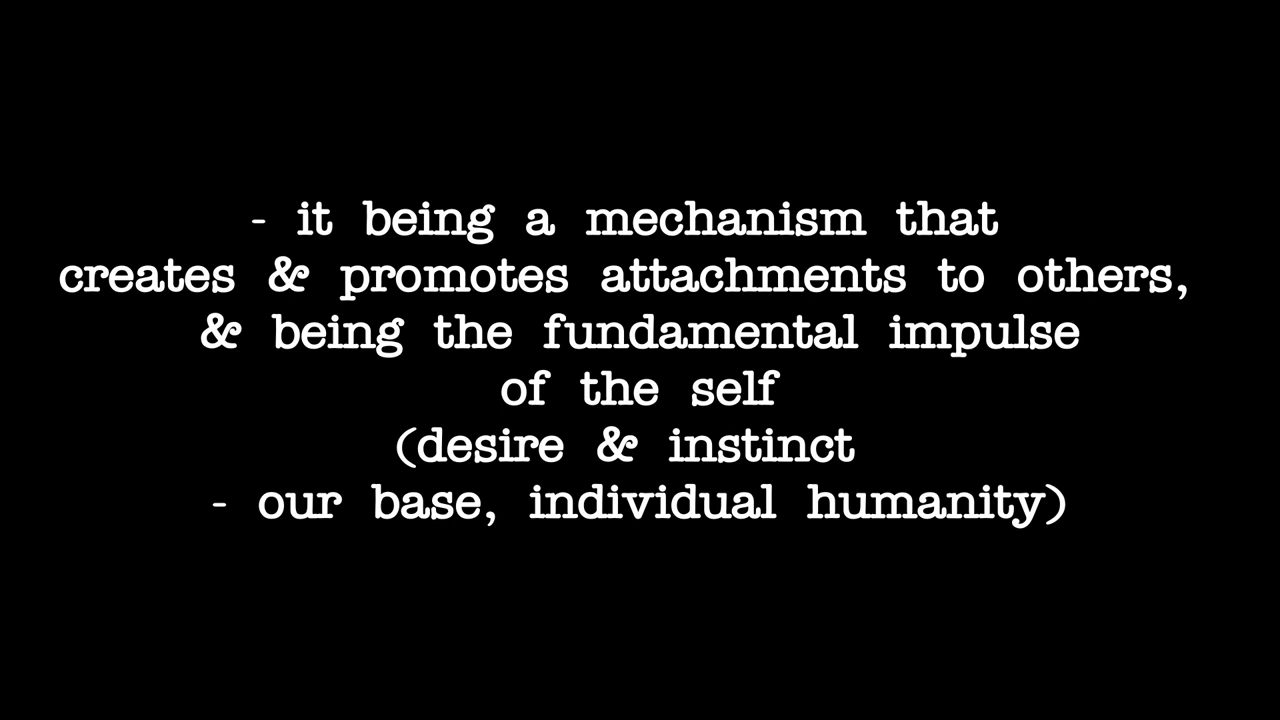 - it being a mechanism that
creates & promotes attachments to others,
& being the fundamental impulse
of the self
(desire & instinct
- our base, individual humanity)